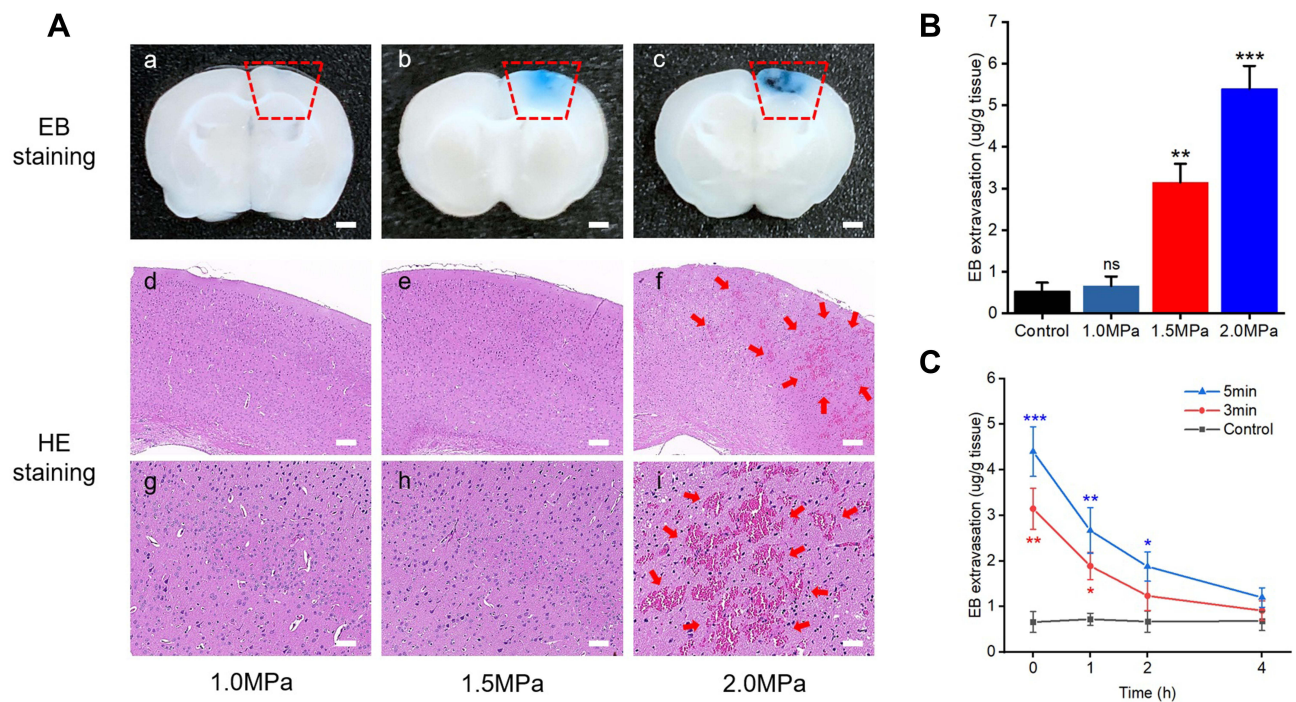 A
EB
staining
a
b
c
HE
staining
d
e
f
g
h
i
1.0MPa
1.5MPa
2.0MPa
B
EB extravasation (ug/g tissue)
7
6
5
4
3
2
1
0
ns
**
***
Control
1.0MPa
1.5MPa
2.0MPa
C
EB extravasation (ug/g tissue)
6
5
4
3
2
1
0
***
**
**
*
*
5min
3min
Control
0
1
2
4
Time (h)